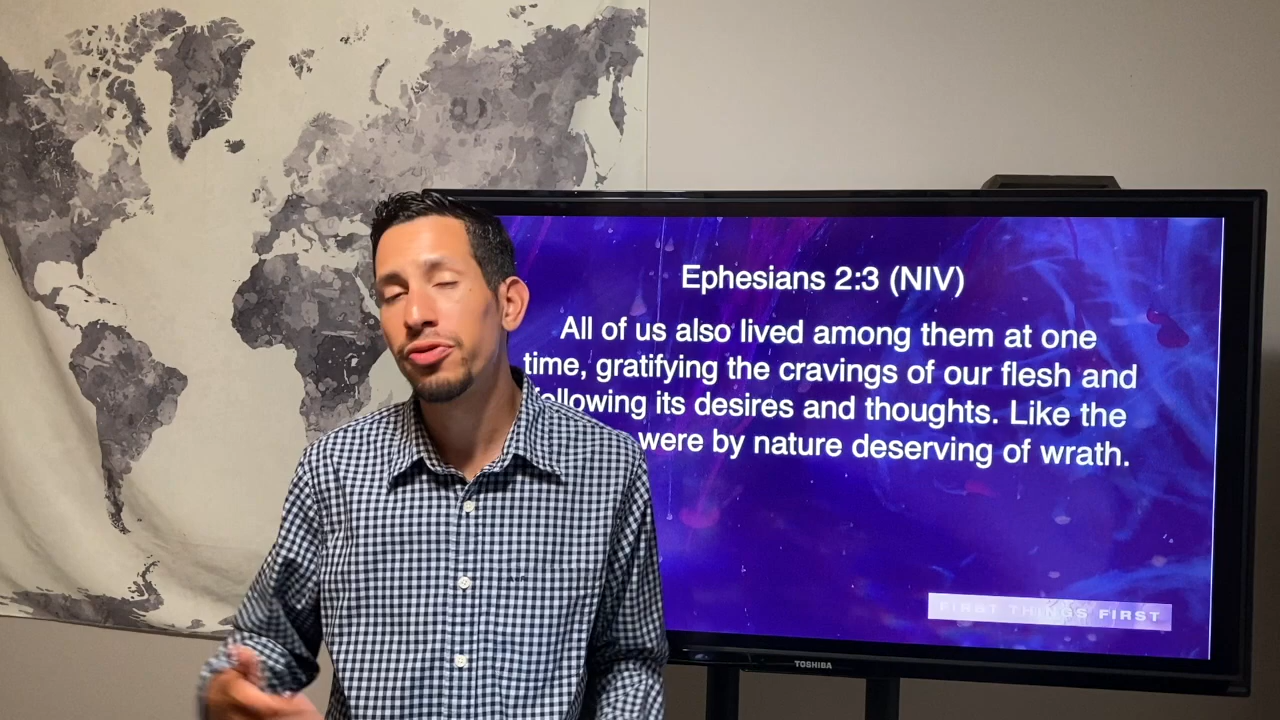 Ephesians 2:3 (NIV)
All of us also lived among them at one
time, gratifying the cravings of our flesh and
following its desires and thoughts. Like the
were by nature deserving of wrath.
FIRST THINGS FIRST
TOSHIBA